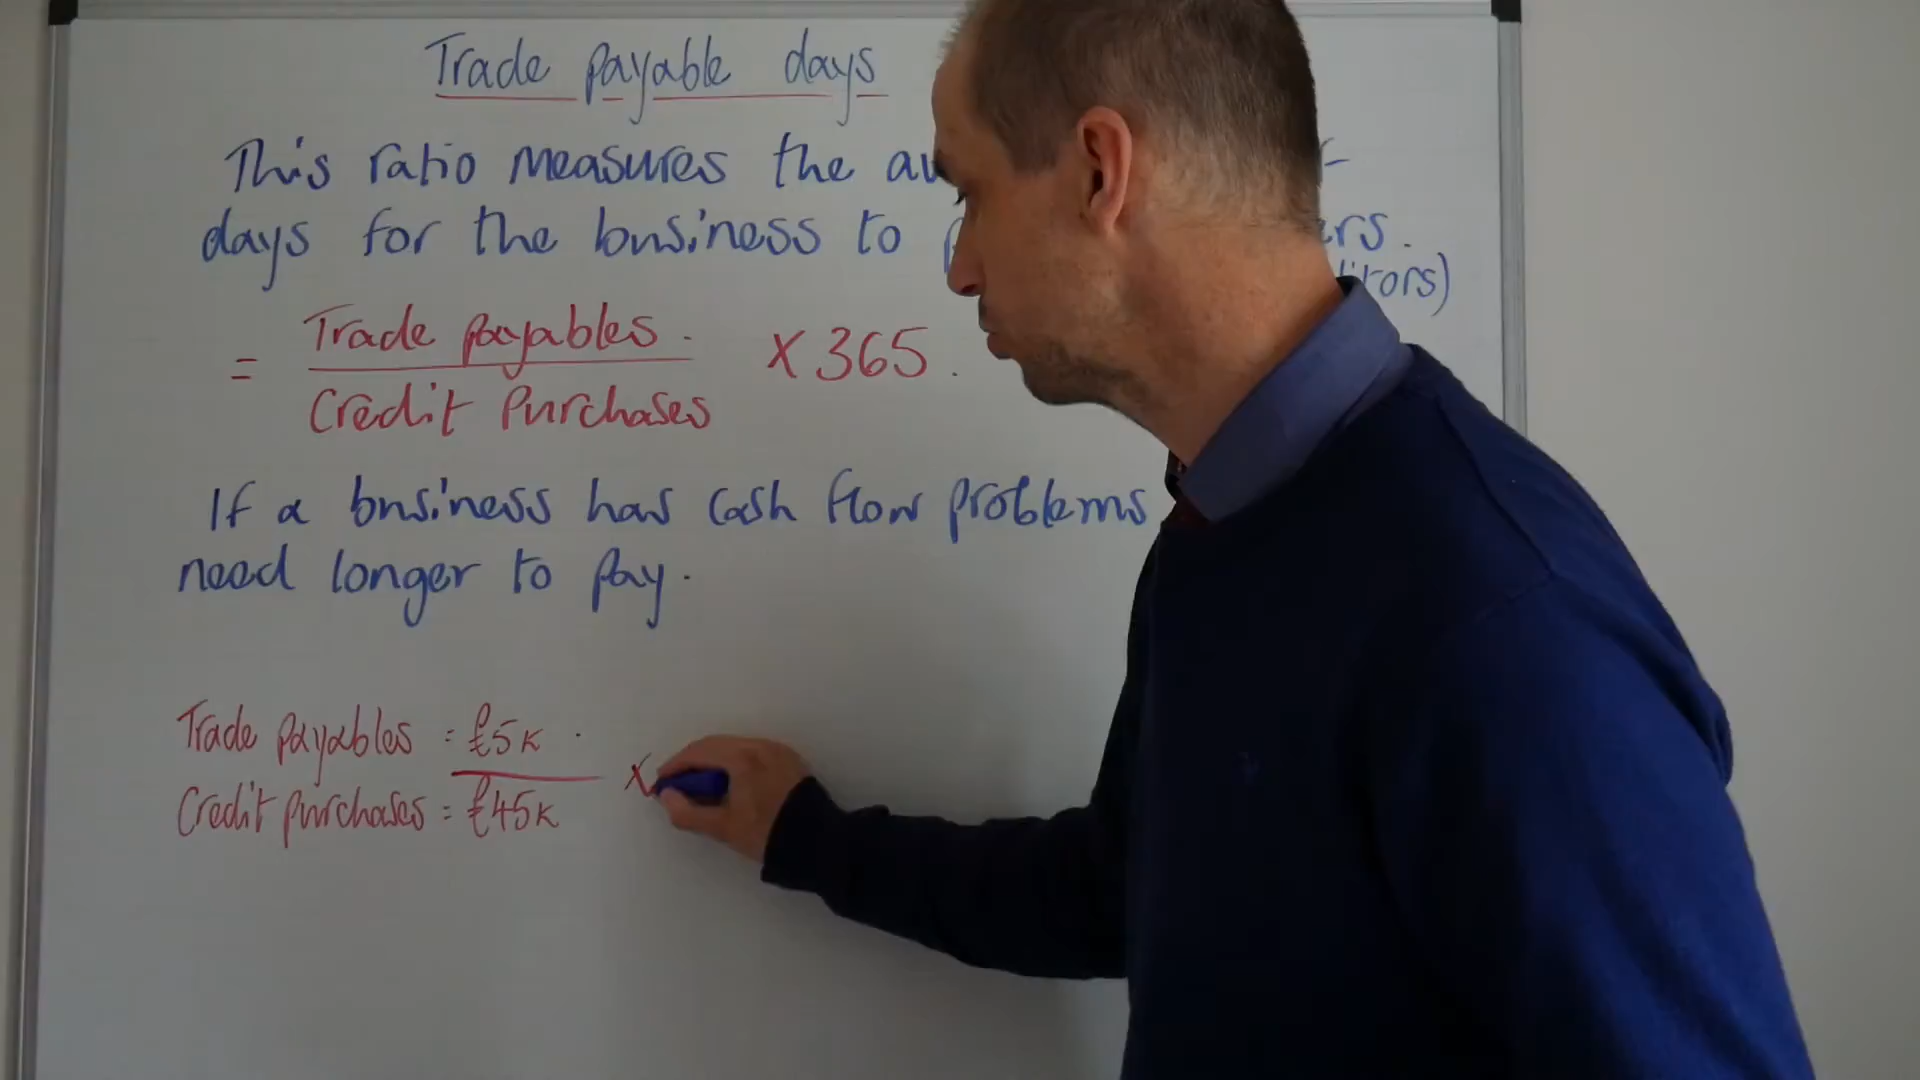 Trade payable days
This ratio measures the
days for the business to
ditors)
= Trade payables.
Credit Purchases
X 365.
If a business has cash flow problems
need longer to pay.
Trade payables = £5K
Credit purchases = £45K
X